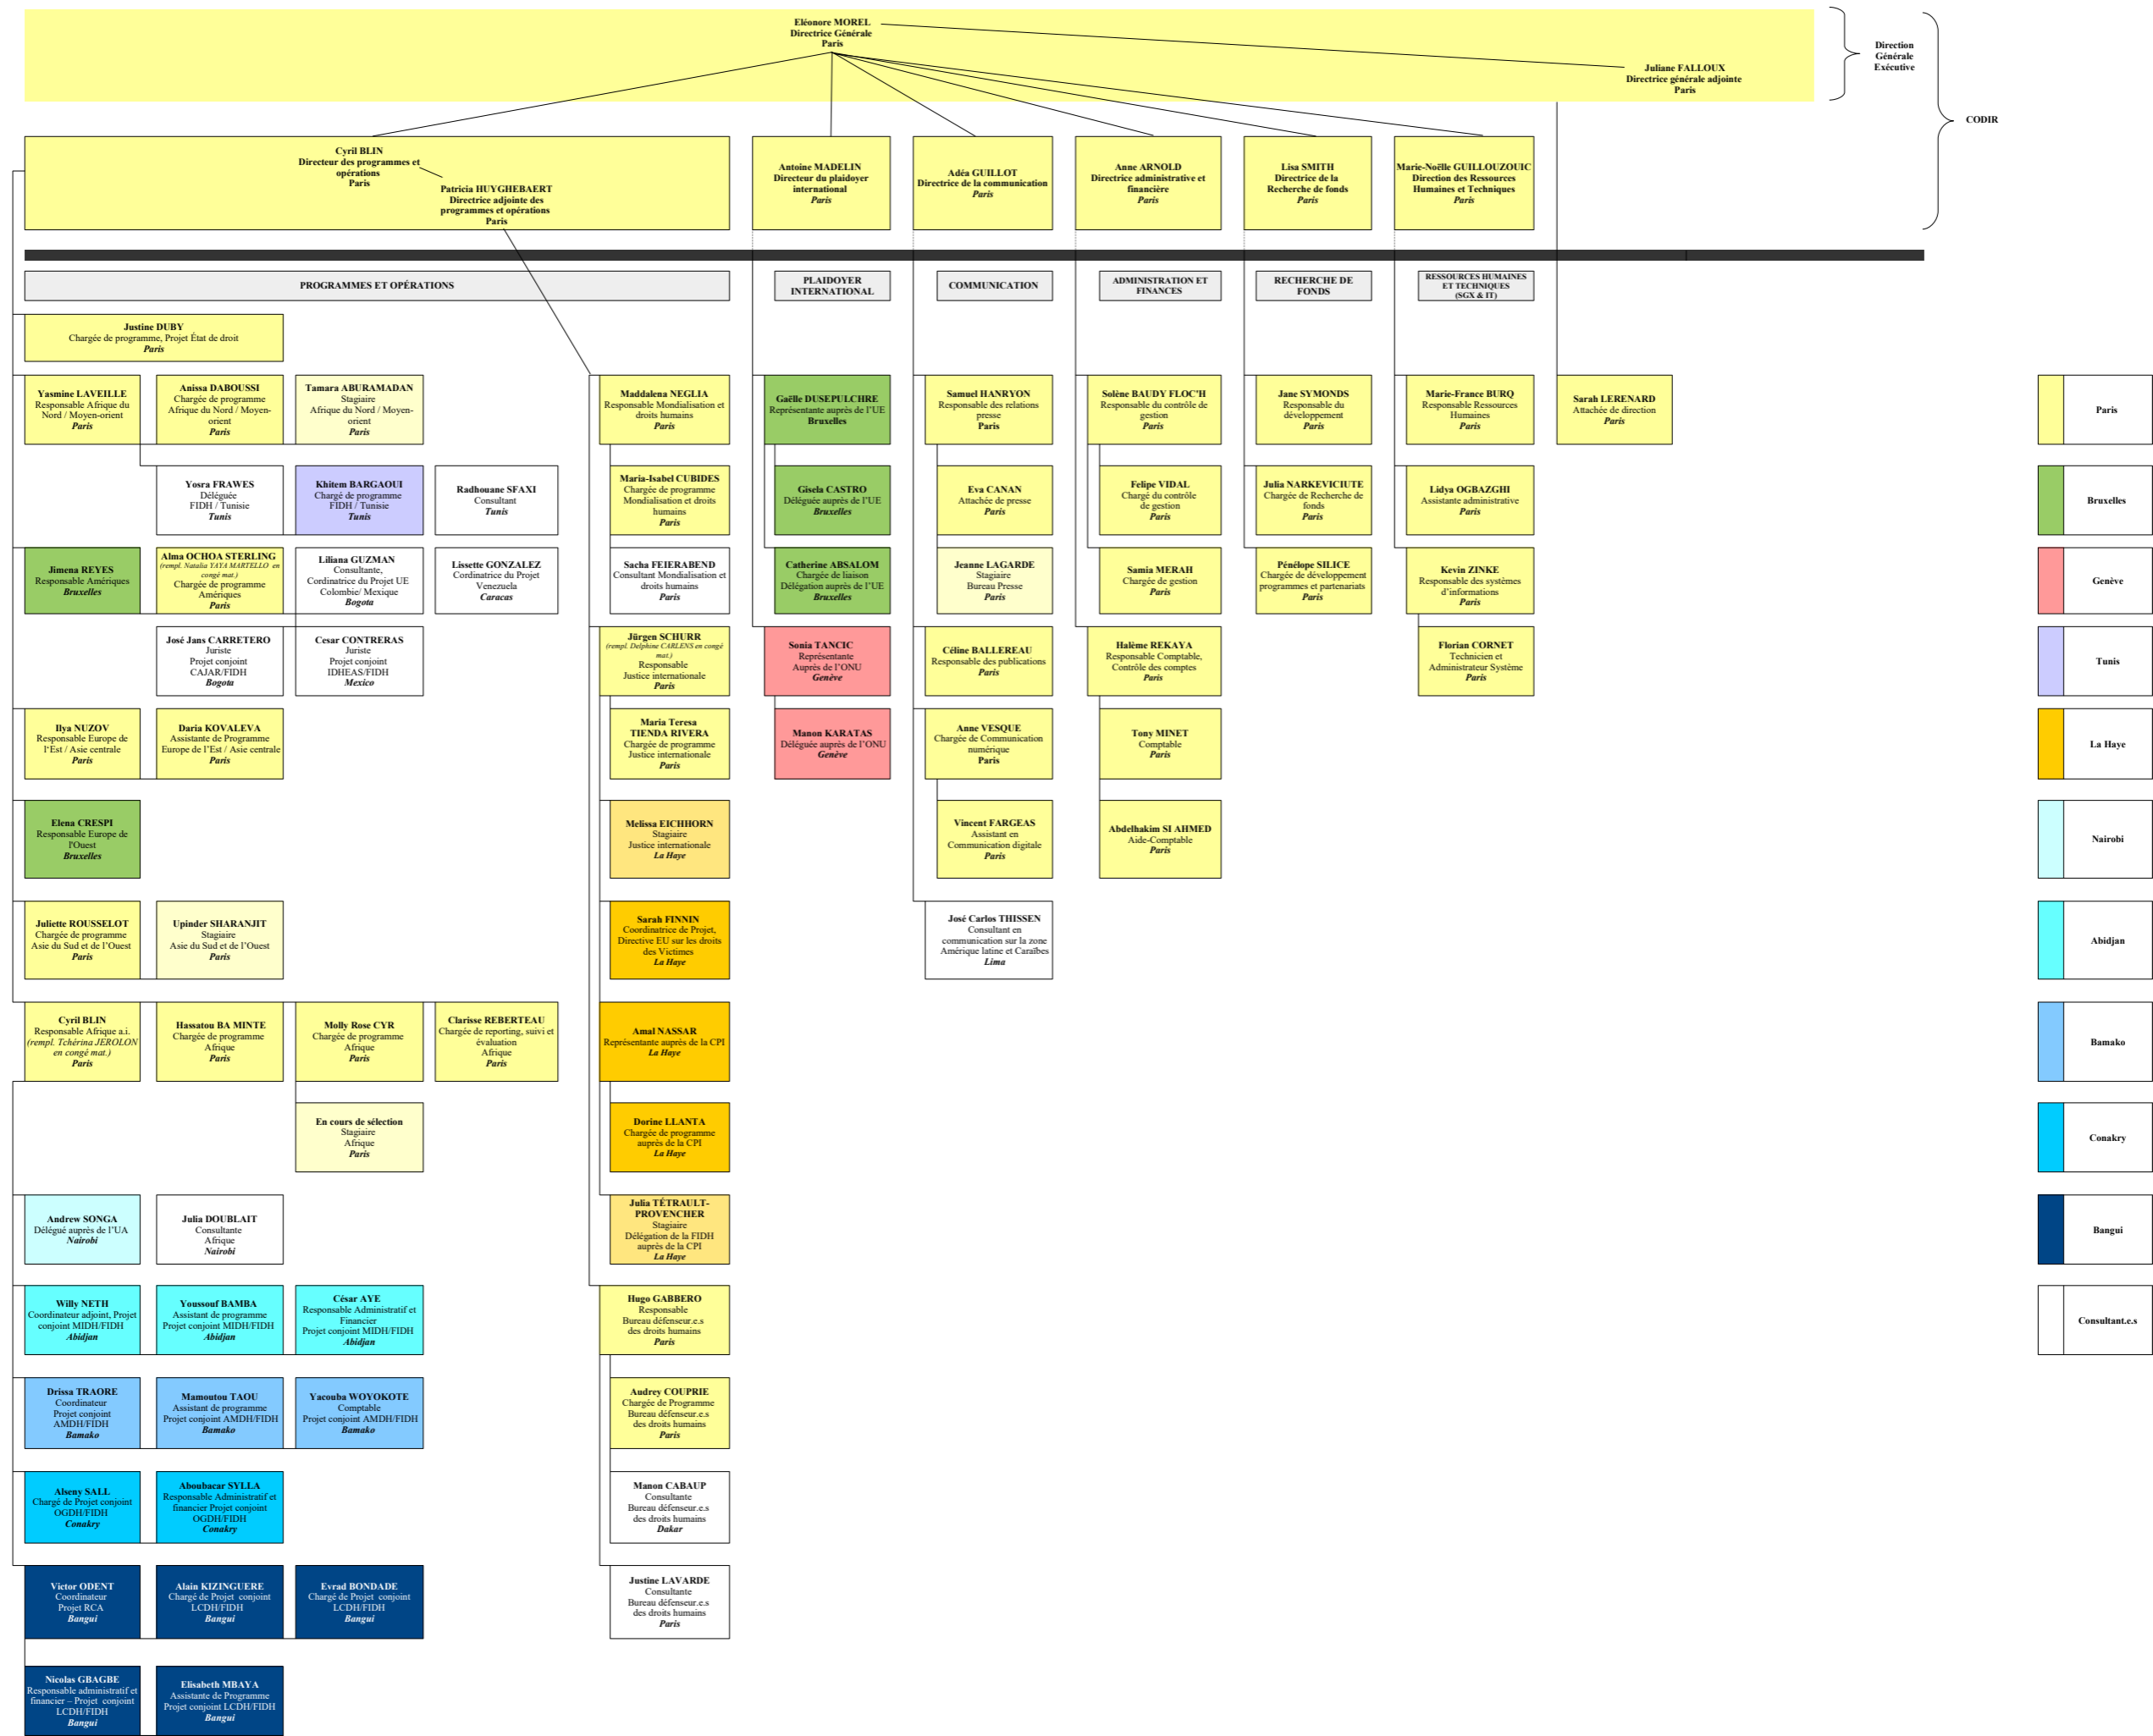 Eléonore MOREL
Directrice Générale
Paris
Juliane FALLOUX
Directrice générale adjointe
Paris
Direction
Générale
Exécutive
CODIR
Cyril BLIN
Directeur des programmes et
opérations
Paris
Patricia HUYGHEBAERT
Directrice adjointe des
programmes et opérations
Paris
Antoine MADELIN
Directeur du plaidoyer
international
Paris
Adéa GUILLOT
Directrice de la communication
Paris
Anne ARNOLD
Directrice administrative et
financière
Paris
Lisa SMITH
Directrice de la
Recherche de fonds
Paris
Marie-Noëlle GUILLOUZOUIC
Direction des Ressources
Humaines et Techniques
Paris
PROGRAMMES ET OPÉRATIONS
PLAIDOYER
INTERNATIONAL
COMMUNICATION
ADMINISTRATION ET
FINANCES
RECHERCHE DE
FONDS
RESSOURCES HUMAINES
ET TECHNIQUES
(SGX & IT)
Justine DUBY
Chargée de programme, Projet État de droit
Paris
Yasmine LAVEILLE
Responsable Afrique du
Nord / Moyen-orient
Paris
Anissa DABOUSSI
Chargée de programme
Afrique du Nord / Moyen-
orient
Paris
Tamara ABURAMADAN
Stagiaire
Afrique du Nord / Moyen-
orient
Paris
Maddalena NEGLIA
Responsable Mondialisation et
droits humains
Paris
Gaëlle DUSEPULCHRE
Représentante auprès de l'UE
Bruxelles
Samuel HANRYON
Responsable des relations
presse
Paris
Solène BAUDY FLOC'H
Responsable du contrôle de
gestion
Paris
Jane SYMONDS
Responsable du
développement
Paris
Marie-France BURQ
Responsable Ressources
Humaines
Paris
Sarah LERENARD
Attachée de direction
Paris
Paris
Yosra FRAWES
Déléguée
FIDH / Tunisie
Tunis
Khitem BARGAOUI
Chargé de programme
FIDH / Tunisie
Tunis
Radhouane SFAXI
Consultant
Tunis
Maria-Isabel CUBIDES
Chargée de programme
Mondialisation et droits
humains
Paris
Gisela CASTRO
Déléguée auprès de l'UE
Bruxelles
Eva CANAN
Attachée de presse
Paris
Felipe VIDAL
Chargé du contrôle
de gestion
Paris
Julia NARKEVICIUTE
Chargée de Recherche de
fonds
Paris
Lidya OGBAZGHI
Assistante administrative
Paris
Bruxelles
Jimena REYES
Responsable Amériques
Bruxelles
Alma OCHOA STERLING
(rempl. Natalia YAYA MARTELLO en
congé mat.)
Chargée de programme
Amériques
Paris
Liliana GUZMAN
Consultante,
Cordinatrice du Projet UE
Colombie/ Mexique
Bogota
Lissette GONZALEZ
Cordinatrice du Projet
Venezuela
Caracas
Sacha FEIERABEND
Consultant Mondialisation et
droits humains
Paris
Catherine ABSALOM
Chargée de liaison
Délégation auprès de l'UE
Bruxelles
Jeanne LAGARDE
Stagiaire
Bureau Presse
Paris
Samia MERAH
Chargée de gestion
Paris
Pénélope SILICE
Chargée de développement
programmes et partenariats
Paris
Kevin ZINKE
Responsable des systèmes
d'informations
Paris
Genève
José Jans CARRETERO
Juriste
Projet conjoint
CAJAR/FIDH
Bogota
Cesar CONTRERAS
Juriste
Projet conjoint
IDHEAS/FIDH
Mexico
Jürgen SCHURR
(rempl. Delphine CARLENS en congé
mat.)
Responsable
Justice internationale
Paris
Sonia TANCIC
Représentante
Auprès de l'ONU
Genève
Céline BALLEREAU
Responsable des publications
Paris
Halème REKAYA
Responsable Comptable,
Contrôle des comptes
Paris
Florian CORNET
Technicien et
Administrateur Système
Paris
Tunis
Ilya NUZOV
Responsable Europe de
l'Est / Asie centrale
Paris
Daria KOVALEVA
Assistante de Programme
Europe de l'Est / Asie centrale
Paris
Maria Teresa
TIENDA RIVERA
Chargée de programme
Justice internationale
Paris
Manon KARATAS
Déléguée auprès de l'ONU
Genève
Anne VESQUE
Chargée de Communication
numérique
Paris
Tony MINET
Comptable
Paris
La Haye
Elena CRESPI
Responsable Europe de
l'Ouest
Bruxelles
Melissa EICHHORN
Stagiaire
Justice internationale
La Haye
Vincent FARGEAS
Assistant en
Communication digitale
Paris
Abdelhakim SI AHMED
Aide-Comptable
Paris
Nairobi
Juliette ROUSSELOT
Chargée de programme
Asie du Sud et de l'Ouest
Paris
Upinder SHARANJIT
Stagiaire
Asie du Sud et de l'Ouest
Paris
Sarah FINNIN
Coordinatrice de Projet,
Directive EU sur les droits
des Victimes
La Haye
José Carlos THISSEN
Consultant en
communication sur la zone
Amérique latine et Caraïbes
Lima
Abidjan
Cyril BLIN
Responsable Afrique a.i.
(rempl. Tchérina JEROLON
en congé mat.)
Paris
Hassatou BA MINTE
Chargée de programme
Afrique
Paris
Molly Rose CYR
Chargée de programme
Afrique
Paris
Clarisse REBERTEAU
Chargée de reporting, suivi et
évaluation
Afrique
Paris
Amal NASSAR
Représentante auprès de la CPI
La Haye
Bamako
En cours de sélection
Stagiaire
Afrique
Paris
Dorine LLANTA
Chargée de programme
auprès de la CPI
La Haye
Conakry
Andrew SONGA
Délégué auprès de l'UA
Nairobi
Julia DOUBLAIT
Consultante
Afrique
Nairobi
Julia TÉTRAULT-
PROVENCHER
Stagiaire
Délégation de la FIDH
auprès de la CPI
La Haye
Bangui
Willy NETH
Coordinateur adjoint, Projet
conjoint MIDH/FIDH
Abidjan
Youssouf BAMBA
Assistant de programme
Projet conjoint MIDH/FIDH
Abidjan
César AYE
Responsable Administratif et
Financier
Projet conjoint MIDH/FIDH
Abidjan
Hugo GABBERO
Responsable
Bureau défenseur.e.s
des droits humains
Paris
Consultant.e.s
Drissa TRAORE
Coordinateur
Projet conjoint
AMDH/FIDH
Bamako
Mamoutou TAOU
Assistant de programme
Projet conjoint AMDH/FIDH
Bamako
Yacouba WOYOKOTE
Comptable
Projet conjoint AMDH/FIDH
Bamako
Audrey COUPRIE
Chargée de Programme
Bureau défenseur.e.s
des droits humains
Paris
Alseny SALL
Chargé de Projet conjoint
OGDH/FIDH
Conakry
Aboubacar SYLLA
Responsable Administratif et
financier Projet conjoint
OGDH/FIDH
Conakry
Manon CABAUP
Consultante
Bureau défenseur.e.s
des droits humains
Dakar
Victor ODENT
Coordinateur
Projet RCA
Bangui
Alain KIZINGUERE
Chargé de Projet conjoint
LCDH/FIDH
Bangui
Evrad BONDADE
Chargé de Projet conjoint
LCDH/FIDH
Bangui
Justine LAVARDE
Consultante
Bureau défenseur.e.s
des droits humains
Paris
Nicolas GBAGBE
Responsable administratif et
financier – Projet conjoint
LCDH/FIDH
Bangui
Elisabeth MBAYA
Assistante de Programme
Projet conjoint LCDH/FIDH
Bangui